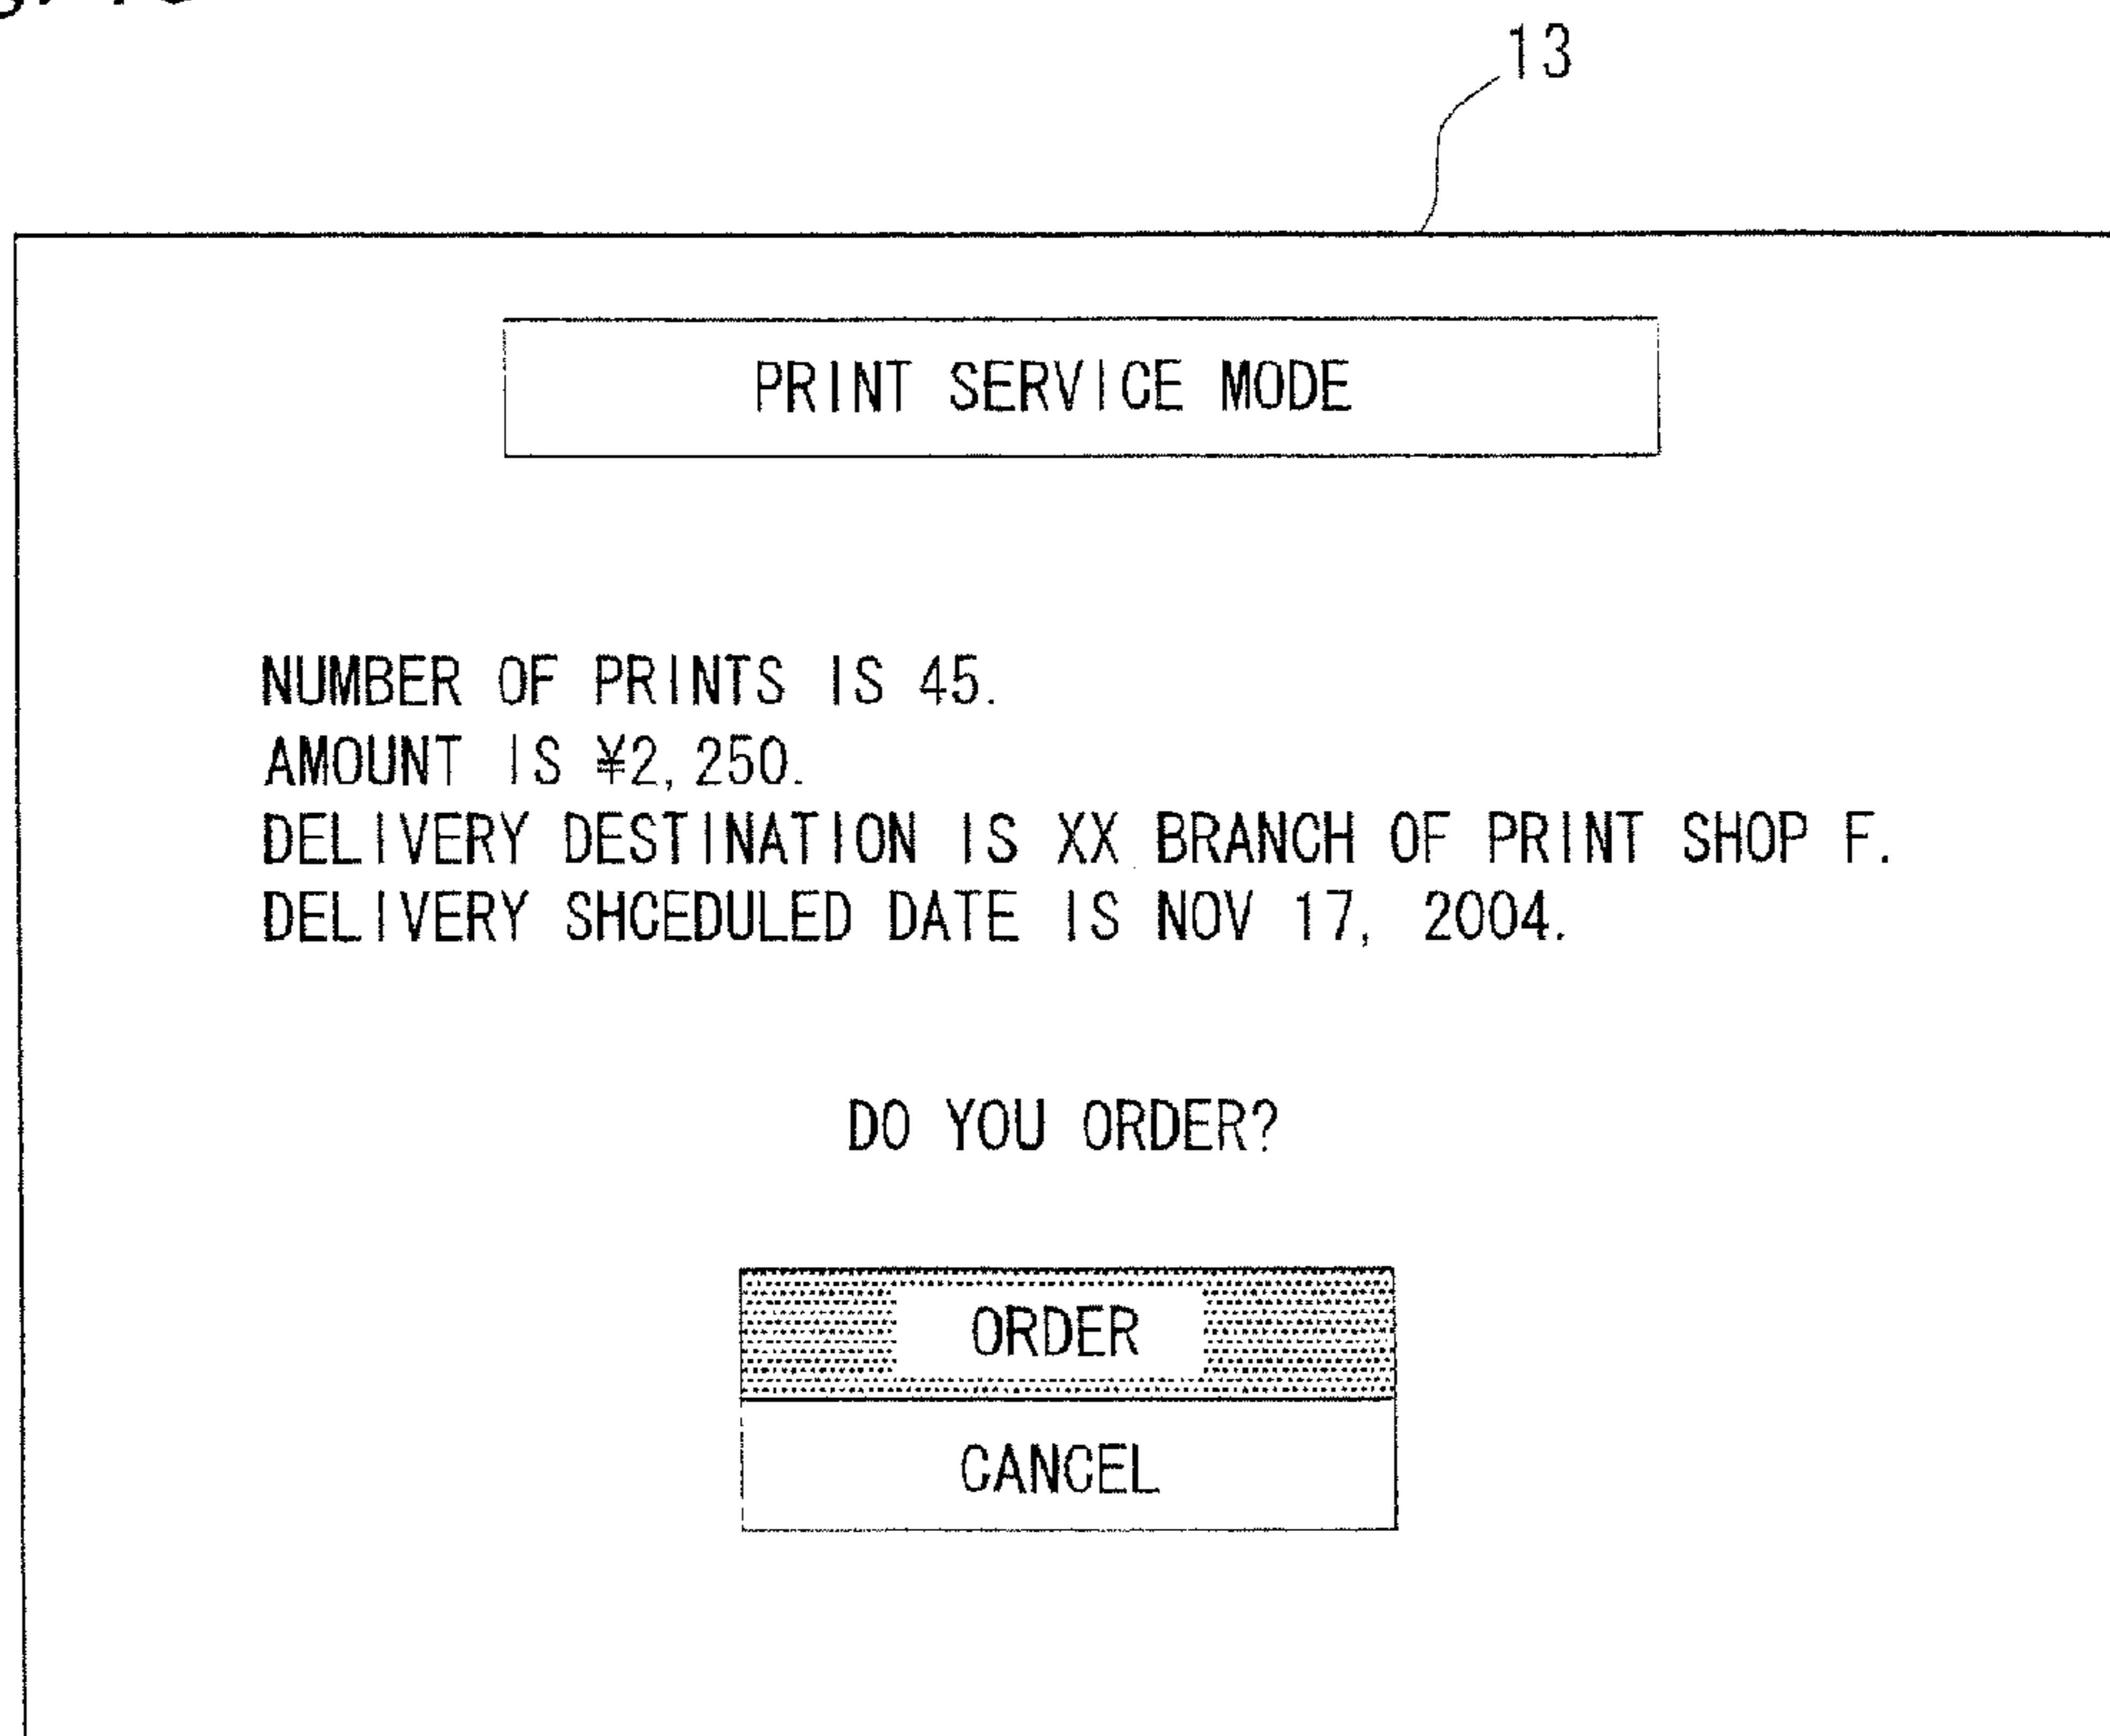 13
PRINT SERVICE MODE
NUMBER OF PRINTS IS 45.
AMOUNT IS ¥2,250.
DELIVERY DESTINATION IS XX BRANCH OF PRINT SHOP F.
DELIVERY SHCEDULED DATE IS NOV 17, 2004.
DO YOU ORDER?
ORDER
CANCEL